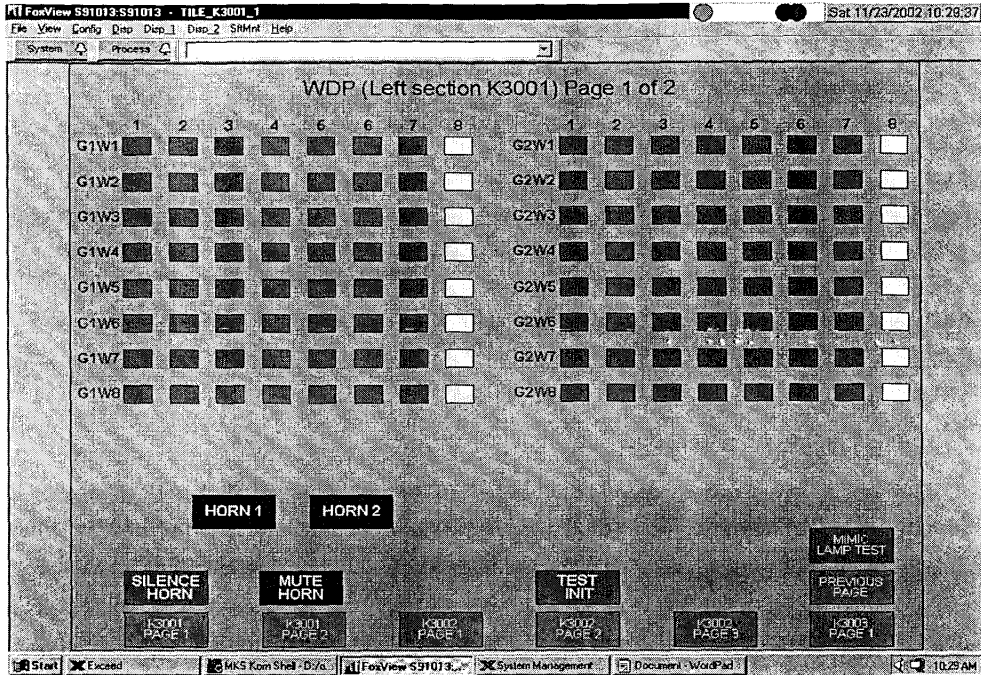 FoxView S91013:S91013 - TILE_K3001_1
Sat 11/23/2002 10:28:37
File View Config Disp Disp_1 Disp_2 SftMnt Help
System Process
WDP (Left section K3001) Page 1 of 2
1 2 3 4 5 6 7 8 1 2 3 4 5 6 7 8
G1W1 G2W1
G1W2 G2W2
G1W3 G2W3
G1W4 G2W4
G1W5 G2W5
G1W6 G2W6
G1W7 G2W7
G1W8 G2W8
HORN 1 HORN 2
MIMIC
LAMP TEST
SILENCE
HORN
MUTE
HORN
TEST
INIT
PREVIOUS
PAGE
K3001
PAGE 1
K3001
PAGE 2
K3002
PAGE 1
K3002
PAGE 2
K3002
PAGE 3
K3003
PAGE 1
Start Exceed MKS Korn Shell - D:/o... FoxView S91013:... System Management... Document - WordPad 10:29 AM